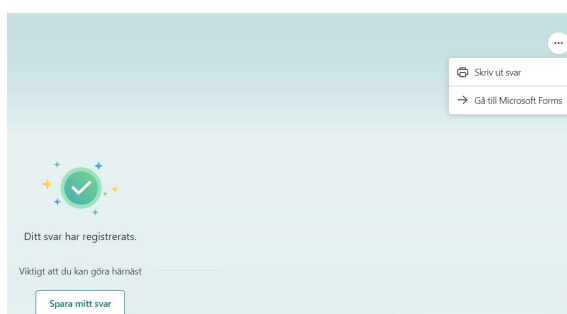 Skriv ut svar
Gå till Microsoft Forms
Ditt svar har registrerats.
Viktigt att du kan göra härnäst
Spara mitt svar